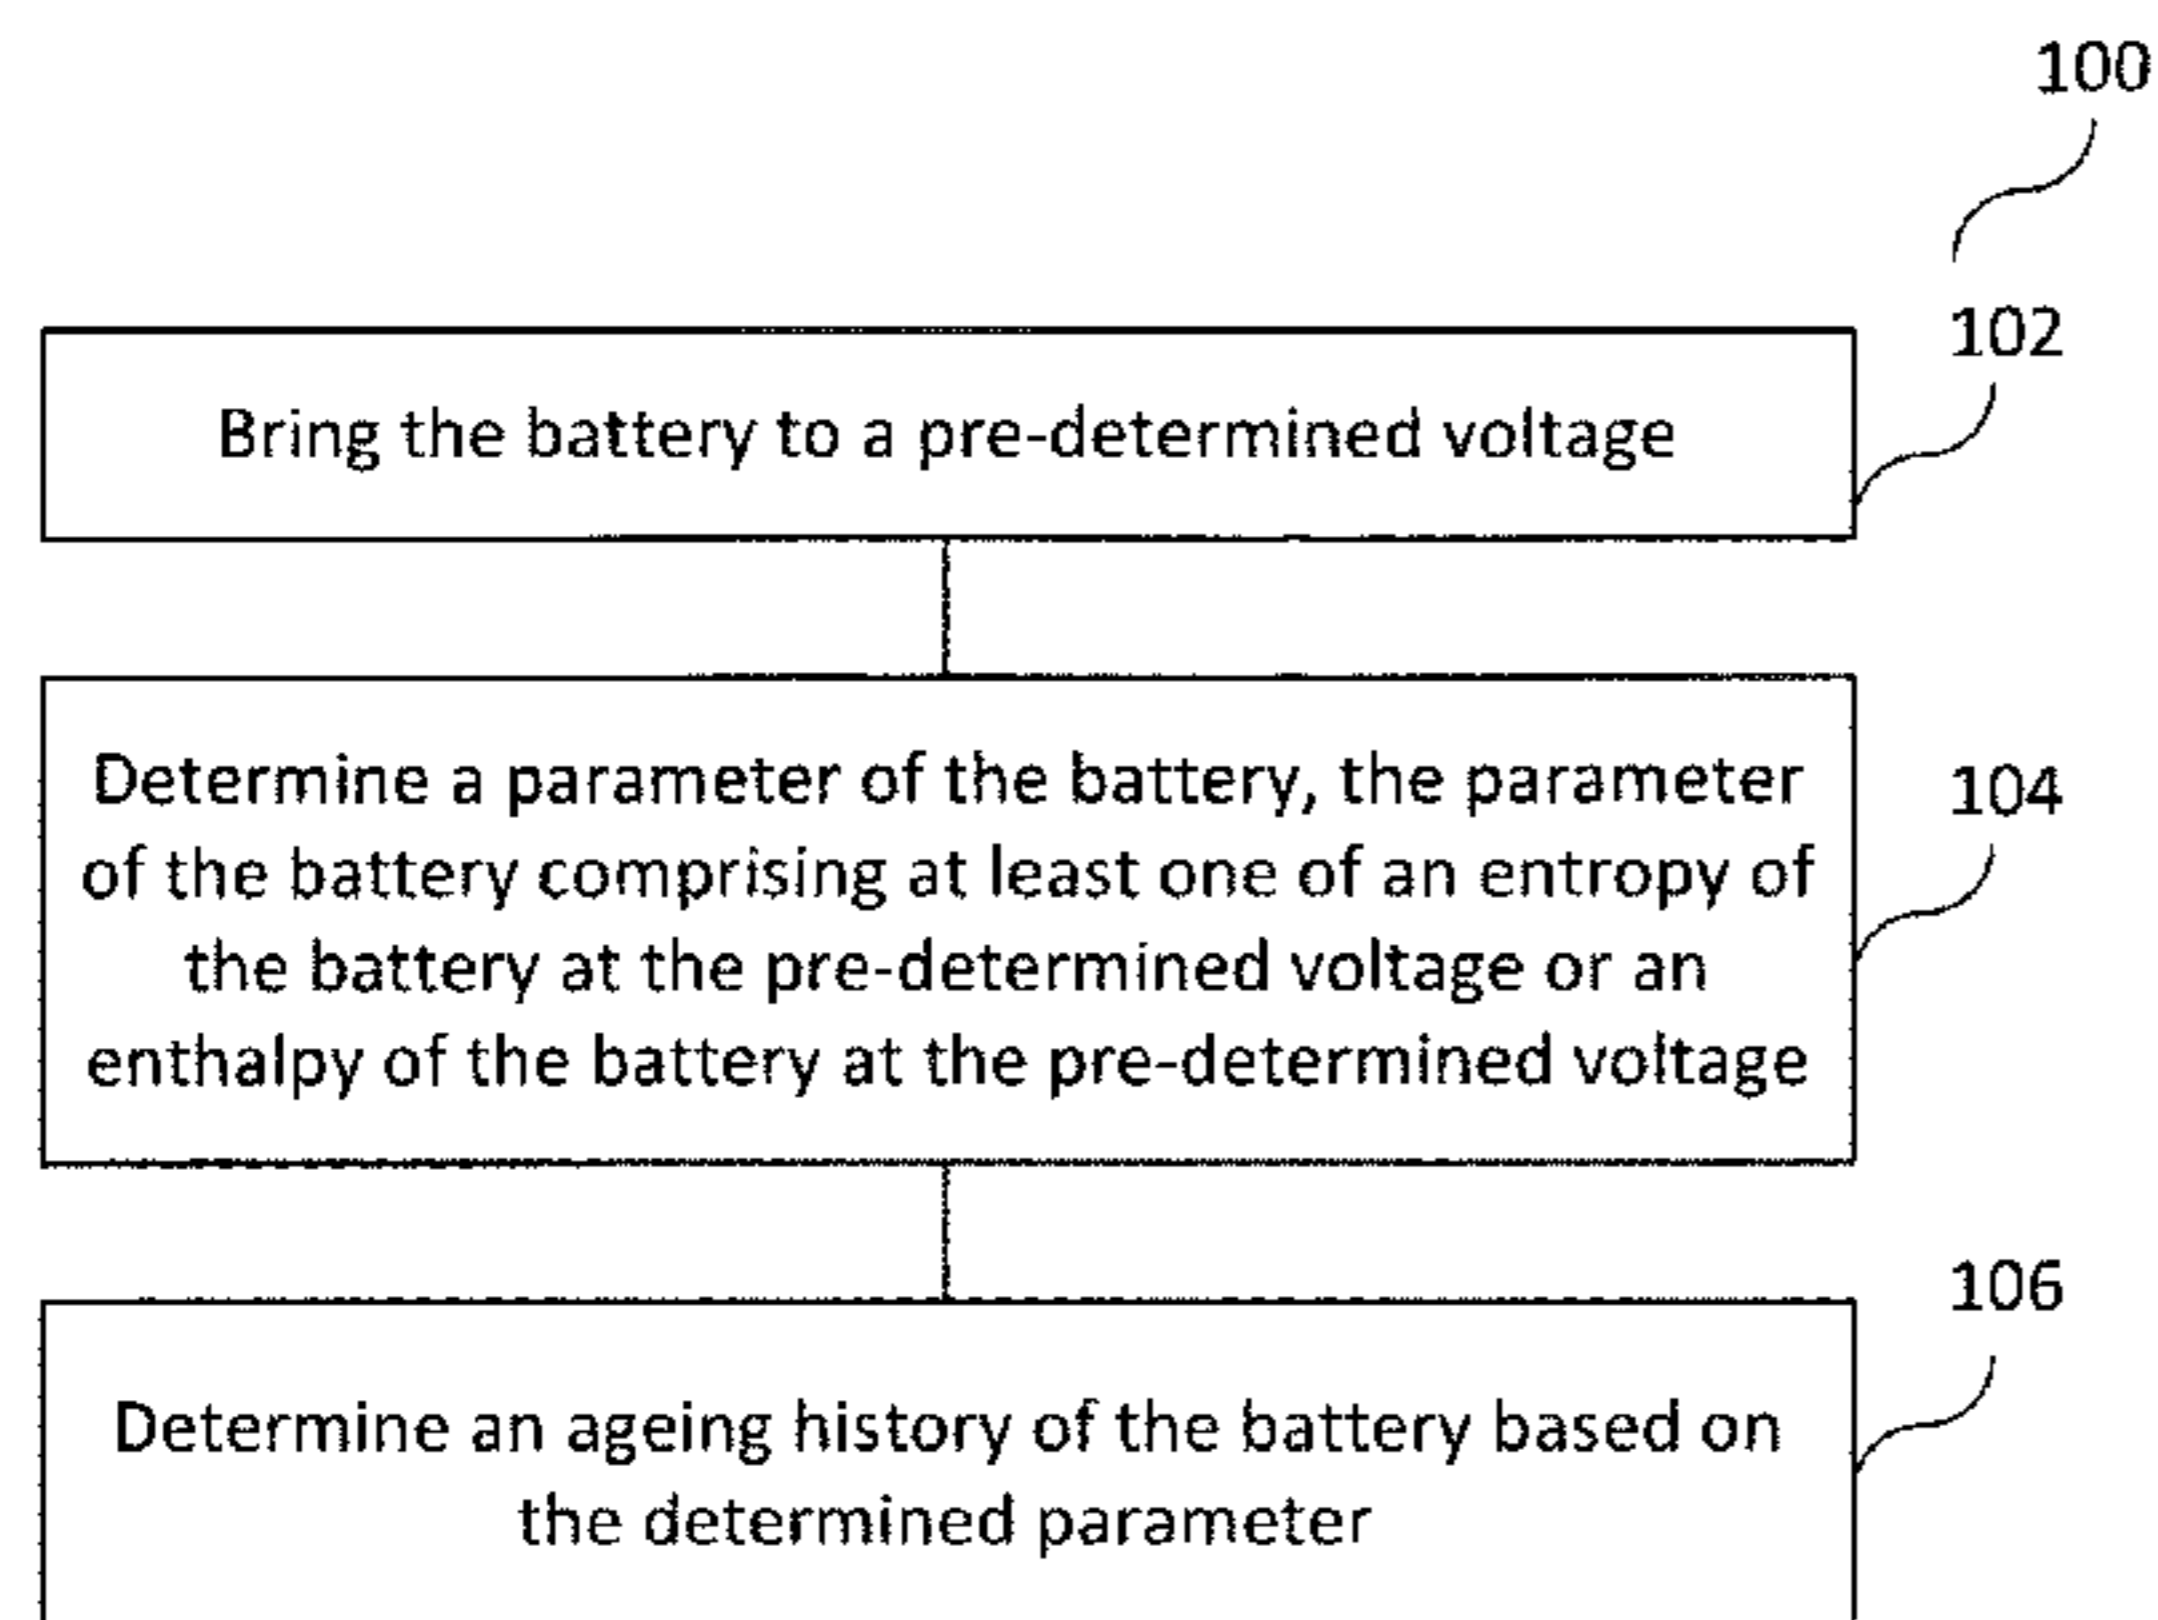 100
102
Bring the battery to a pre-determined voltage
Determine a parameter of the battery, the parameter
of the battery comprising at least one of an entropy of
the battery at the pre-determined voltage or an
enthalpy of the battery at the pre-determined voltage
104
106
Determine an ageing history of the battery based on
the determined parameter